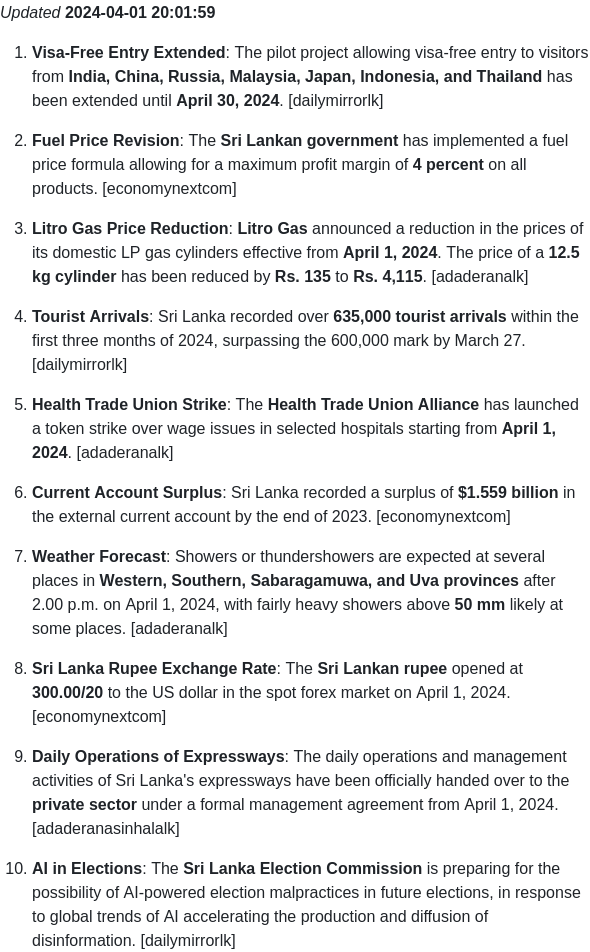 Updated 2024-04-01 20:01:59
1. Visa-Free Entry Extended: The pilot project allowing visa-free entry to visitors
from India, China, Russia, Malaysia, Japan, Indonesia, and Thailand has
been extended until April 30, 2024. [dailymirrorlk]
2. Fuel Price Revision: The Sri Lankan government has implemented a fuel
price formula allowing for a maximum profit margin of 4 percent on all
products. [economynextcom]
3. Litro Gas Price Reduction: Litro Gas announced a reduction in the prices of
its domestic LP gas cylinders effective from April 1, 2024. The price of a 12.5
kg cylinder has been reduced by Rs. 135 to Rs. 4,115. [adaderanalk]
4. Tourist Arrivals: Sri Lanka recorded over 635,000 tourist arrivals within the
first three months of 2024, surpassing the 600,000 mark by March 27.
[dailymirrorlk]
5. Health Trade Union Strike: The Health Trade Union Alliance has launched
a token strike over wage issues in selected hospitals starting from April 1,
2024. [adaderanalk]
6. Current Account Surplus: Sri Lanka recorded a surplus of $1.559 billion in
the external current account by the end of 2023. [economynextcom]
7. Weather Forecast: Showers or thundershowers are expected at several
places in Western, Southern, Sabaragamuwa, and Uva provinces after
2.00 p.m. on April 1, 2024, with fairly heavy showers above 50 mm likely at
some places. [adaderanalk]
8. Sri Lanka Rupee Exchange Rate: The Sri Lankan rupee opened at
300.00/20 to the US dollar in the spot forex market on April 1, 2024.
[economynextcom]
9. Daily Operations of Expressways: The daily operations and management
activities of Sri Lanka's expressways have been officially handed over to the
private sector under a formal management agreement from April 1, 2024.
[adaderanasinhalalk]
10. AI in Elections: The Sri Lanka Election Commission is preparing for the
possibility of AI-powered election malpractices in future elections, in response
to global trends of AI accelerating the production and diffusion of
disinformation. [dailymirrorlk]